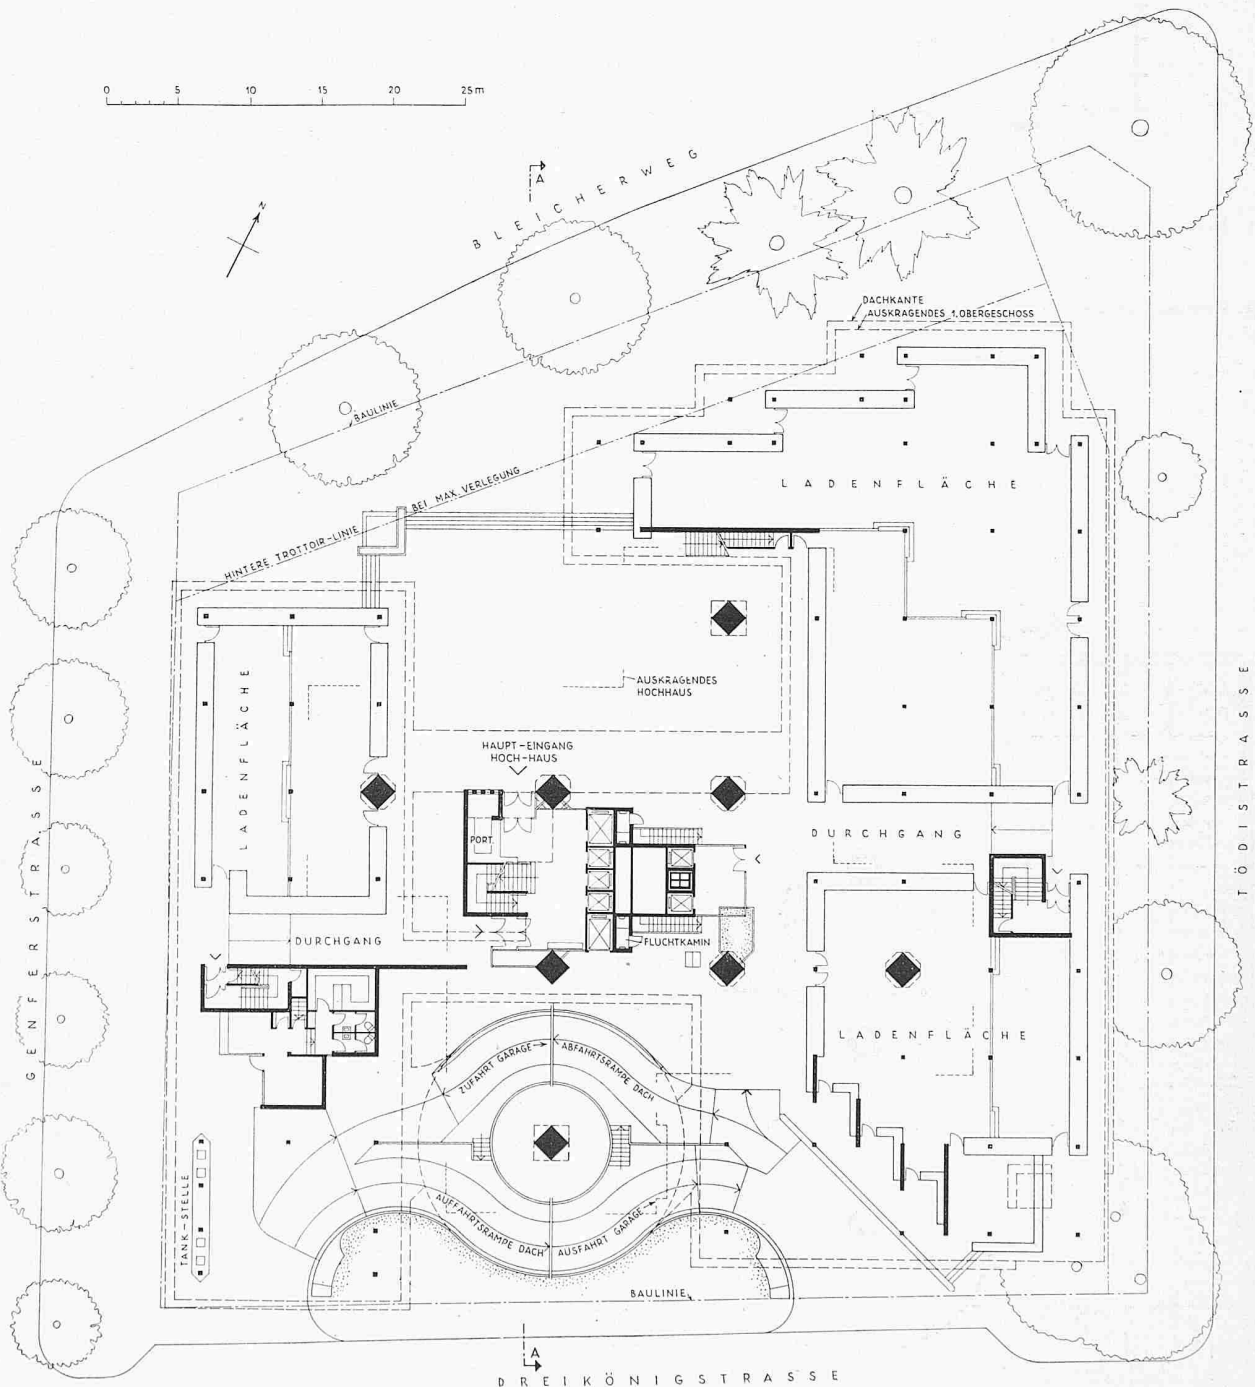 0 5 10 15 20 25 m
A
BLEICHERWEG
N
DACHKANTE
AUSKRAGENDES 1. OBERGESCHOSS
BAULINIE
HINTERE TROTTOIR-LINIE BEI MAX. VERLEGUNG
LADENFLÄCHE
AUSKRAGENDES
HOCHHAUS
LADENFLÄCHE
HAUPT-EINGANG
HOCH-HAUS
PORT.
DURCHGANG
TÖDISTRASSE
GENFERSTRASSE
DURCHGANG
FLUCHTKAMIN
LADENFLÄCHE
ZUFAHRT GARAGE
ABFAHRTSRAMPE DACH
AUFFAHRTSRAMPE DACH
AUSFAHRT GARAGE
TANK-STELLE
BAULINIE
A
DREIKÖNIGSTRASSE